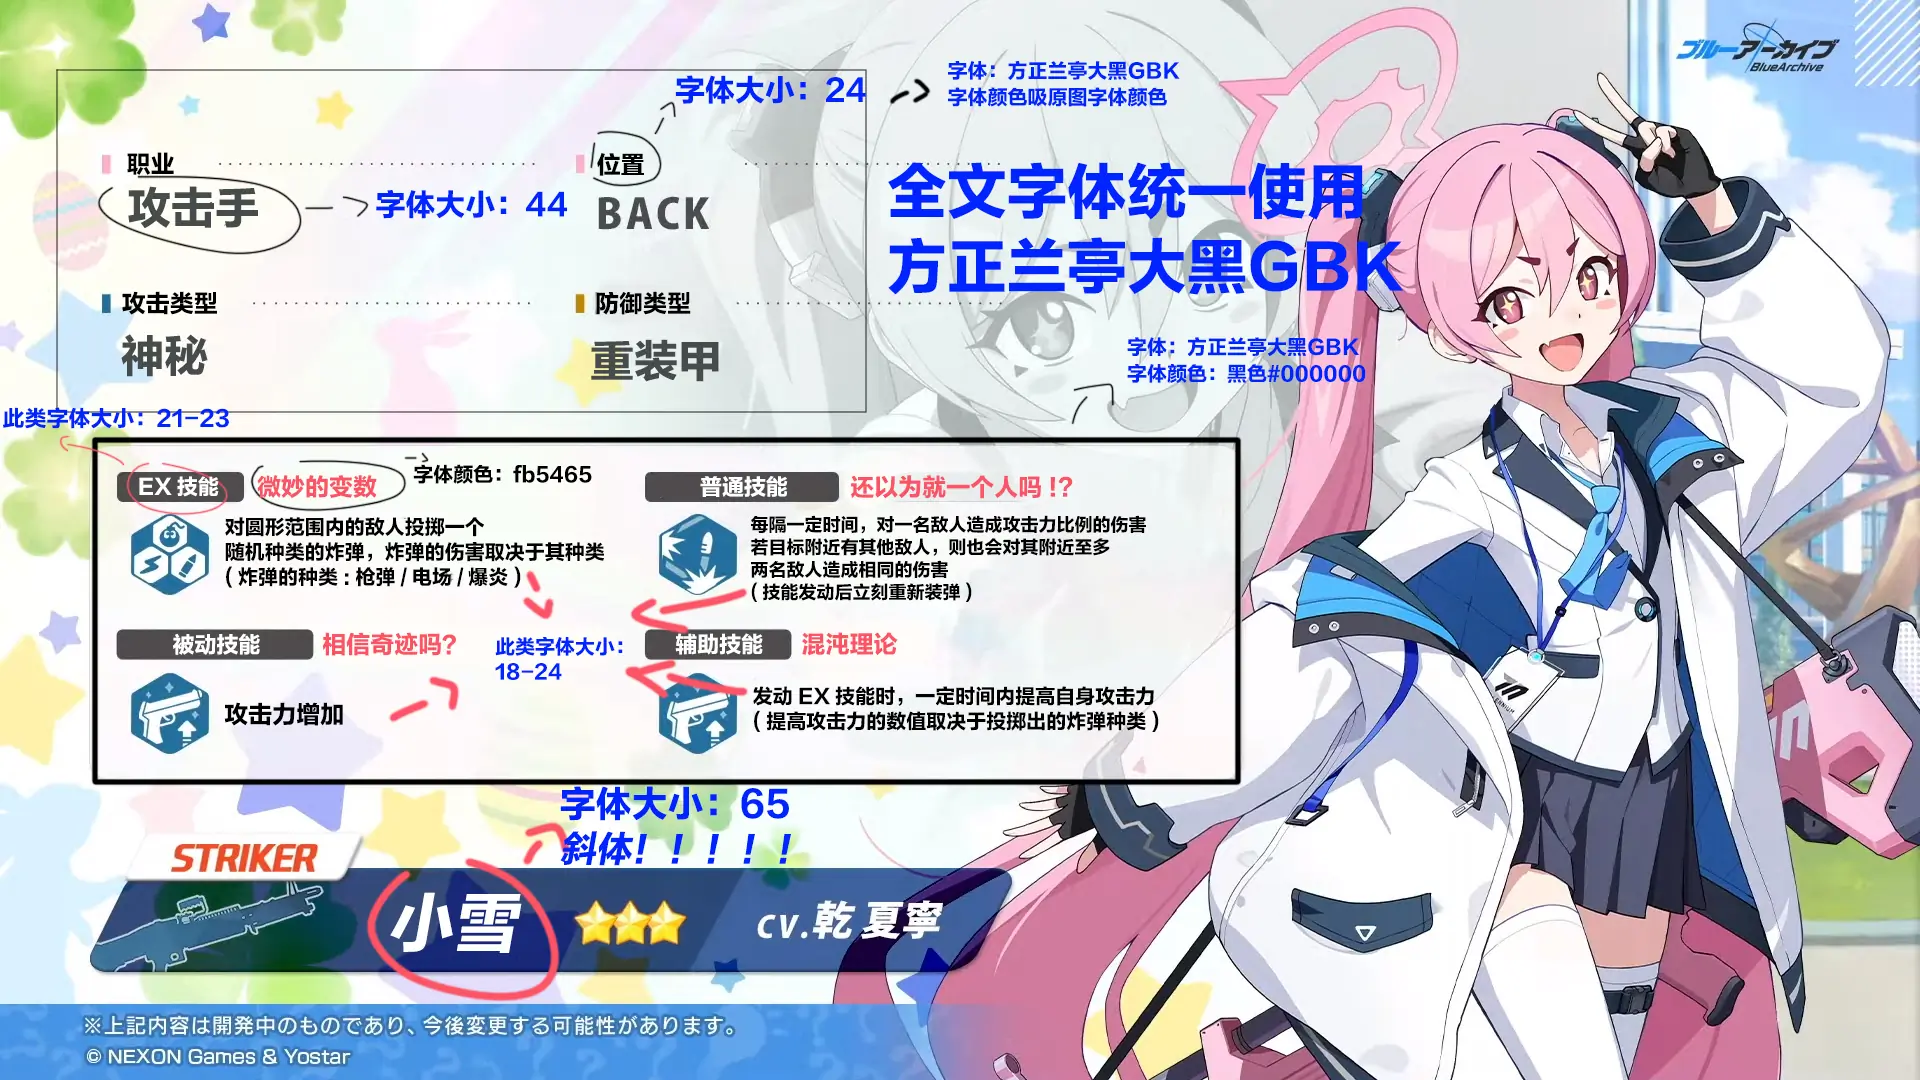 ブルーアーカイブ
BlueArchive
字体大小：24
字体：方正兰亭大黑GBK
字体颜色吸原图字体颜色
职业
攻击手
字体大小：44
位置
BACK
全文字体统一使用
方正兰亭大黑GBK
攻击类型
神秘
防御类型
重装甲
字体：方正兰亭大黑GBK
字体颜色：黑色#000000
此类字体大小：21-23
EX 技能
微妙的变数
字体颜色：fb5465
对圆形范围内的敌人投掷一个
随机种类的炸弹，炸弹的伤害取决于其种类
( 炸弹的种类 : 枪弹 / 电场 / 爆炎 )
普通技能
还以为就一个人吗 !?
每隔一定时间，对一名敌人造成攻击力比例的伤害
若目标附近有其他敌人，则也会对其附近至多
两名敌人造成相同的伤害
( 技能发动后立刻重新装弹 )
被动技能
相信奇迹吗？
攻击力增加
此类字体大小：
18-24
辅助技能
混沌理论
发动 EX 技能时，一定时间内提高自身攻击力
( 提高攻击力的数值取决于投掷出的炸弹种类 )
字体大小：65
斜体！！！！！
STRIKER
小雪
CV.乾 夏寧
※上記内容は開発中のものであり、今後変更する可能性があります。
© NEXON Games & Yostar